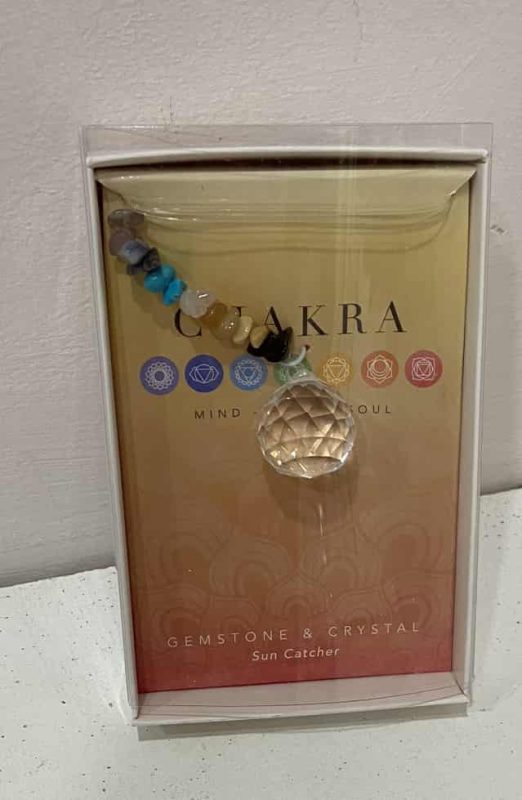 CHAKRA
MIND - SOUL
GEMSTONE & CRYSTAL
Sun Catcher